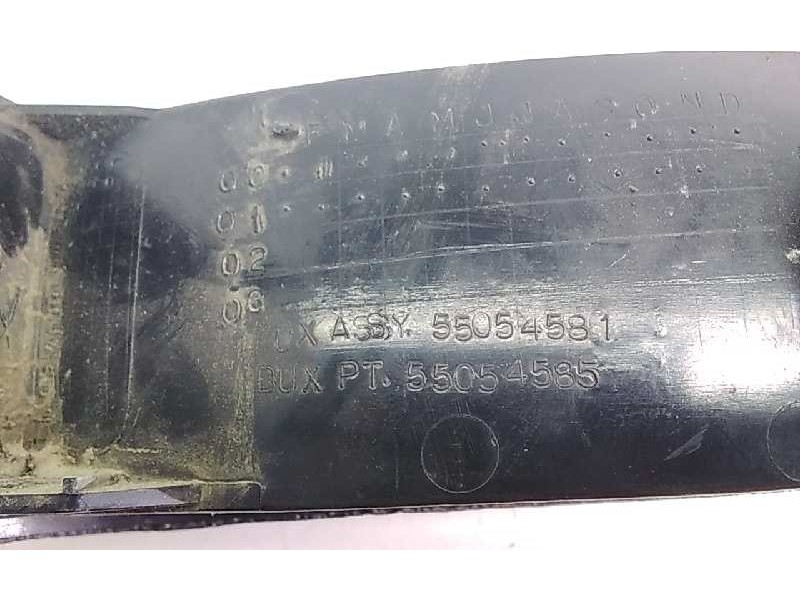 J F M A M J J A S O N D
00
01
02
03
UX ASSY. 55054581
BUX PT. 55054585